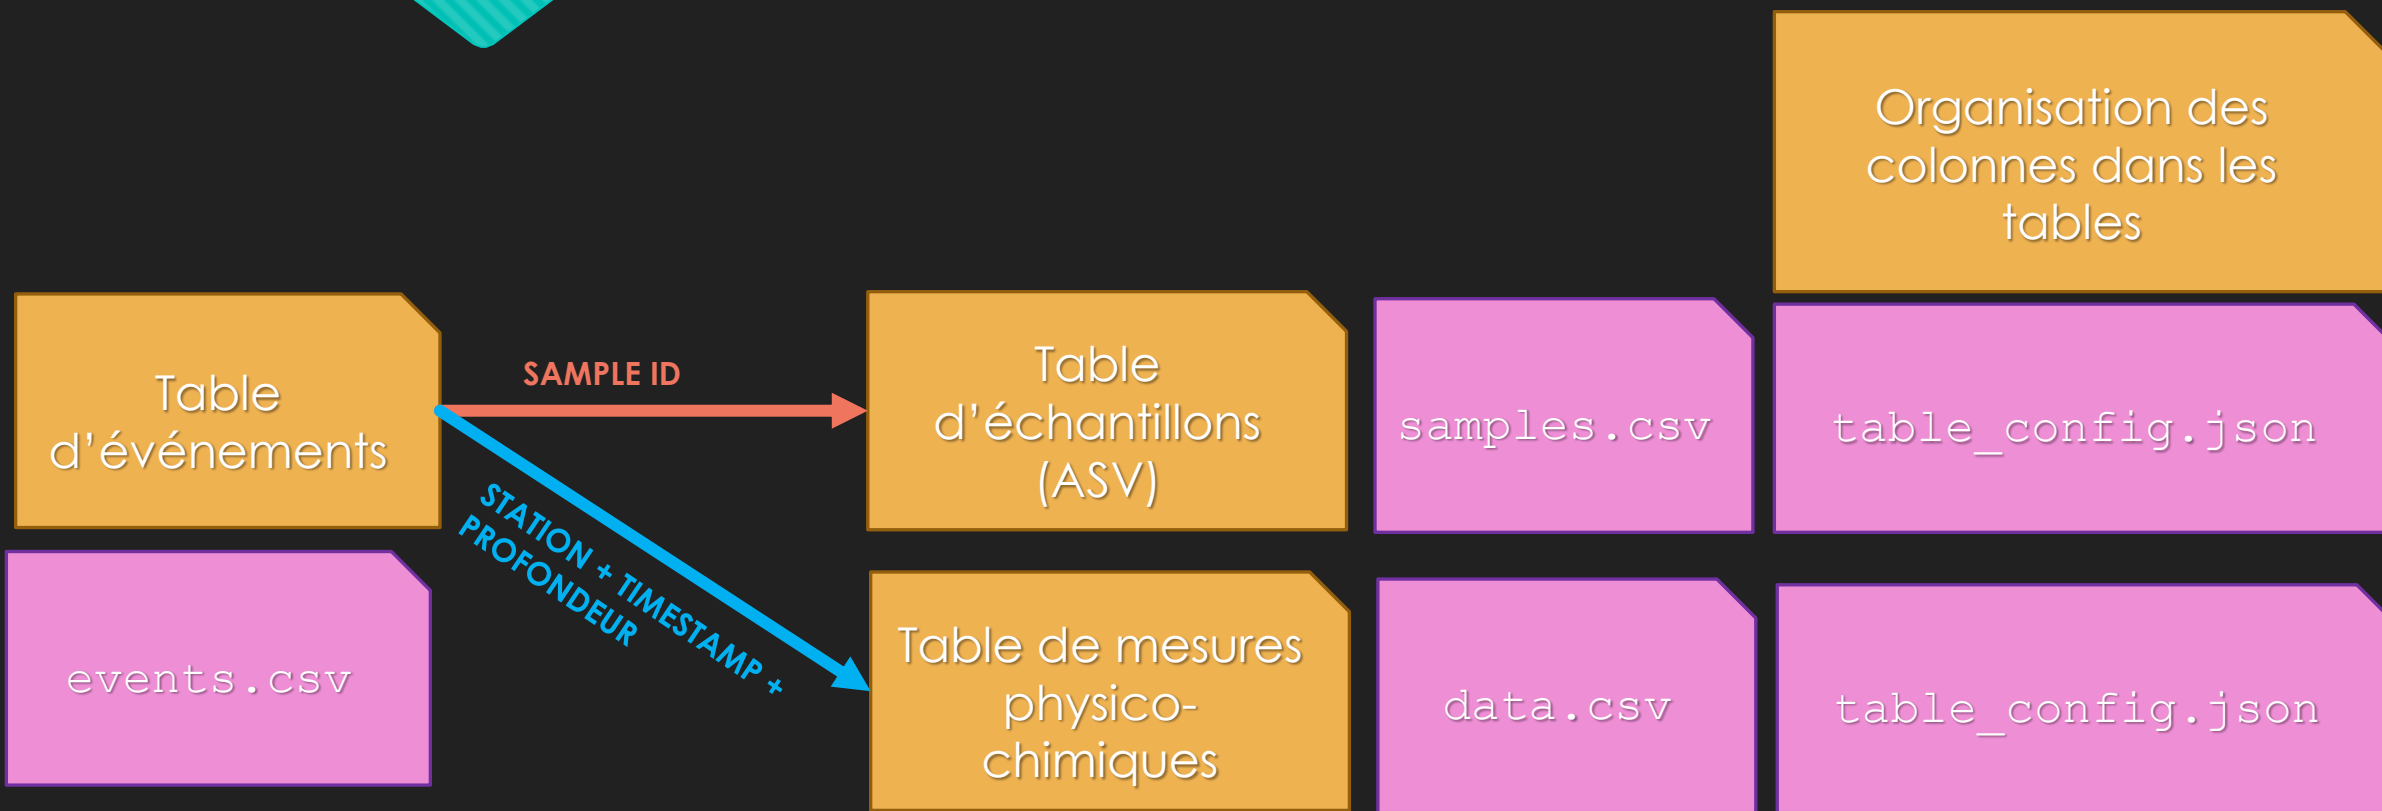 Organisation des
colonnes dans les
tables
Table
d’événements
SAMPLE ID
Table
d’échantillons
(ASV)
samples.csv
table_config.json
STATION + TIMESTAMP +
PROFONDEUR
events.csv
Table de mesures
physico-
chimiques
data.csv
table_config.json